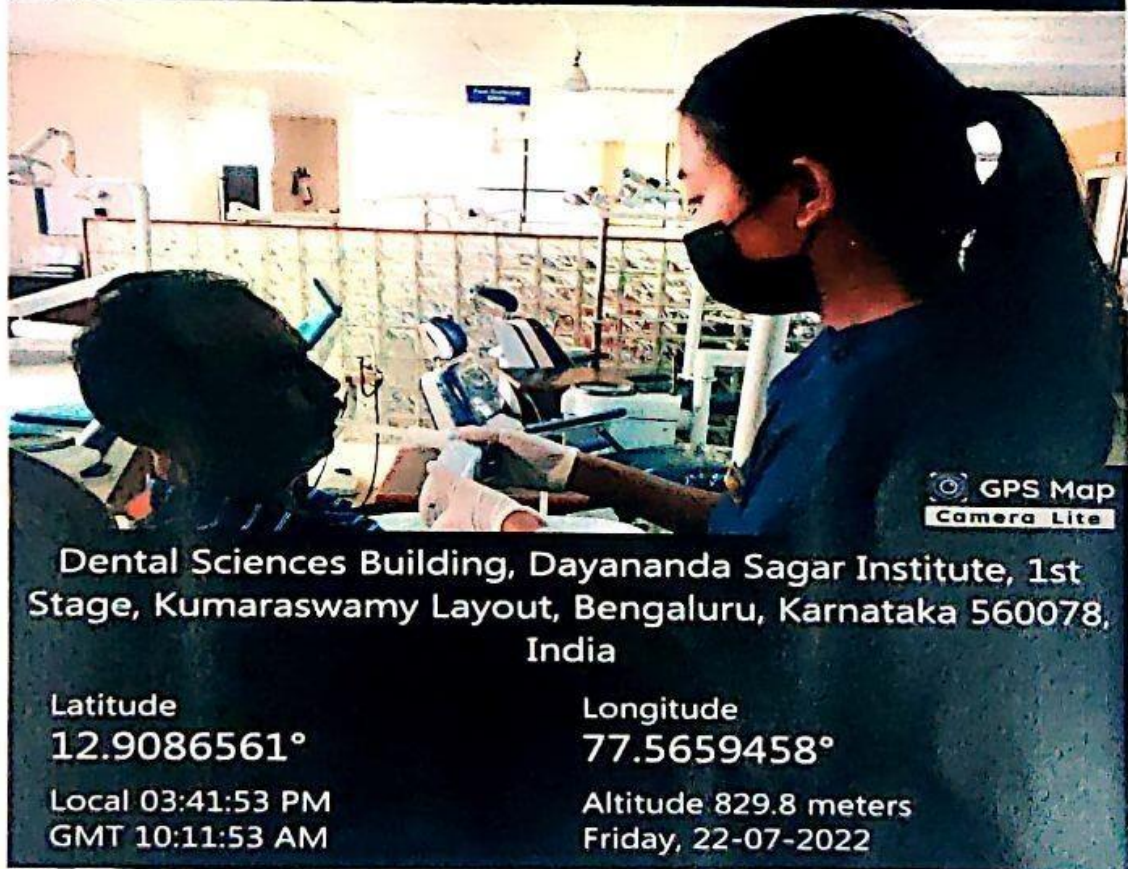 GPS Map
Camera Lite
Dental Sciences Building, Dayananda Sagar Institute, 1st
Stage, Kumaraswamy Layout, Bengaluru, Karnataka 560078,
India
Latitude
12.9086561°
Longitude
77.5659458°
Local 03:41:53 PM
GMT 10:11:53 AM
Altitude 829.8 meters
Friday, 22-07-2022